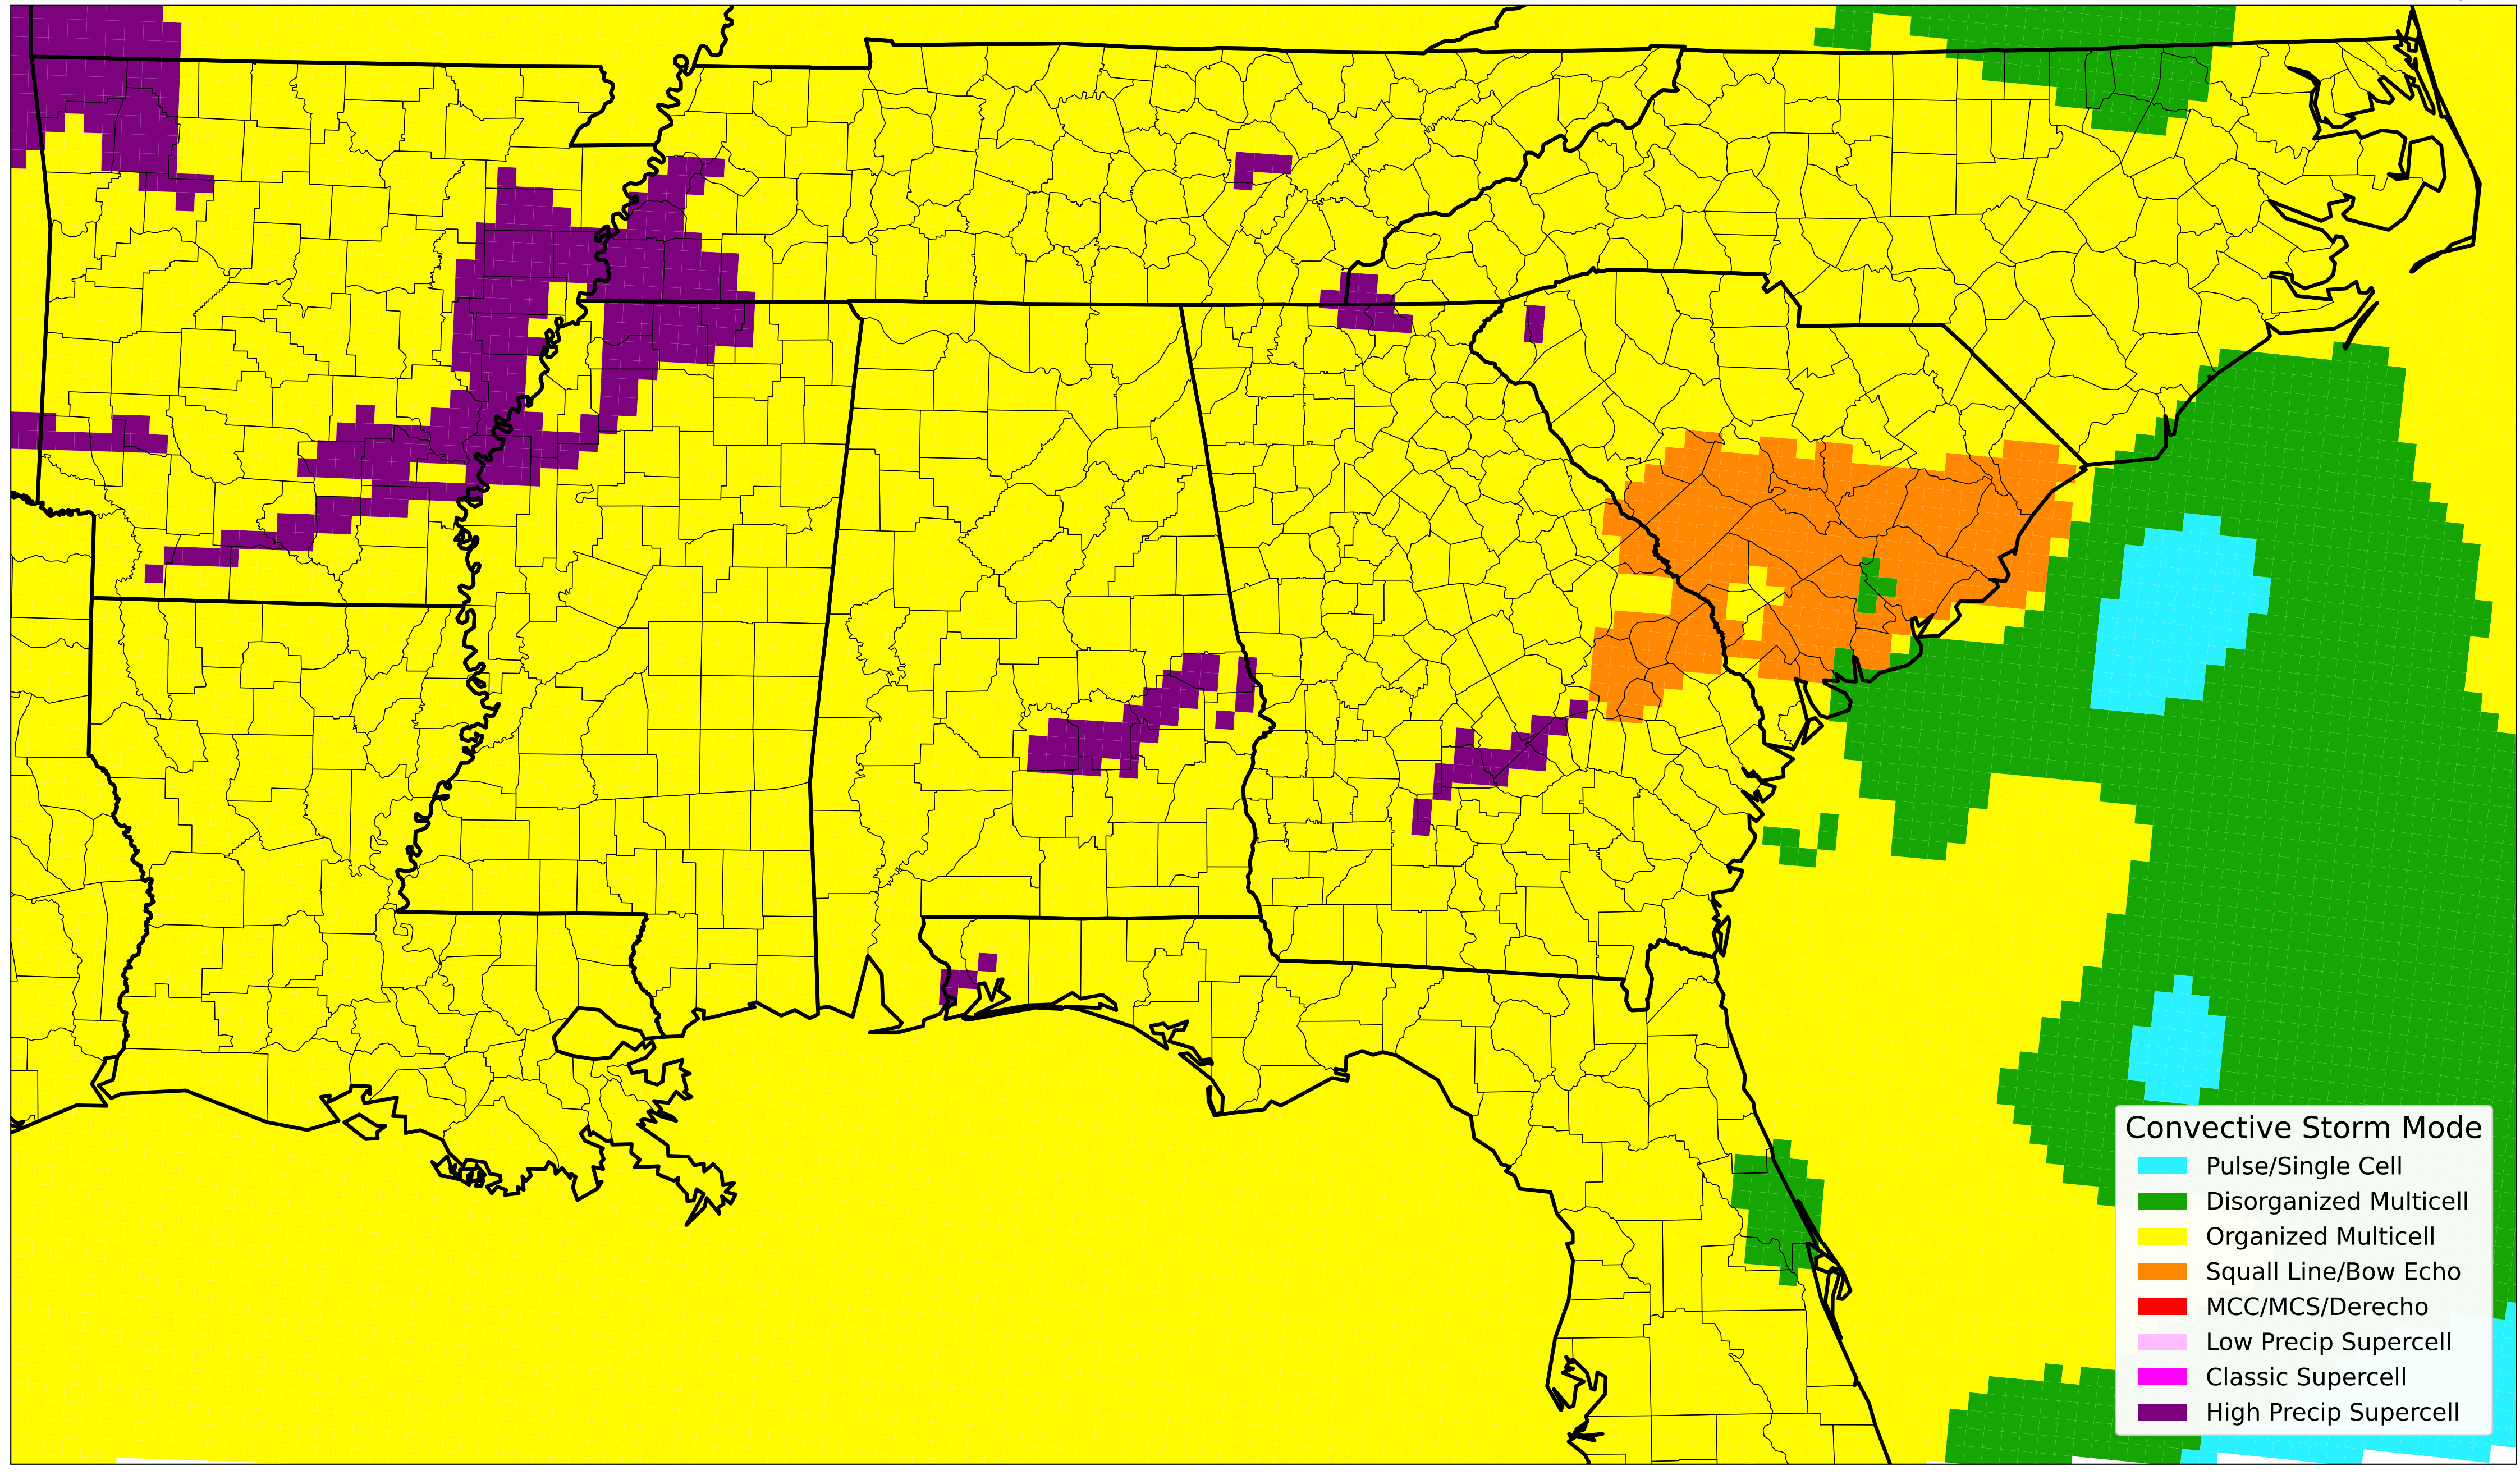 Convective Storm Mode
Pulse/Single Cell
Disorganized Multicell
Organized Multicell
Squall Line/Bow Echo
MCC/MCS/Derecho
Low Precip Supercell
Classic Supercell
High Precip Supercell